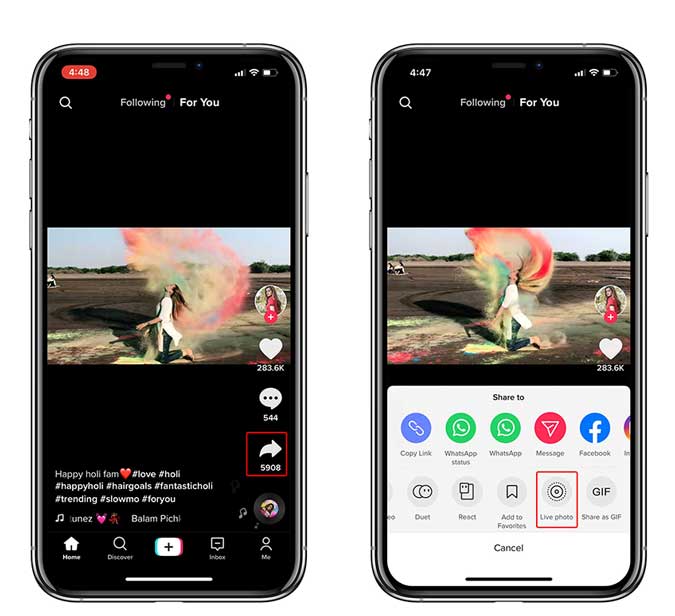 4:48
Following For You
283.6K
544
5908
Happy holi fam❤️#love #holi
#happyholi #hairgoals #fantasticholi
#trending #slowmo #foryou
unez 💓💃 Balam Pichl
Home Discover Inbox Me
4:47
Following For You
283.6K
Share to
Copy Link WhatsApp status WhatsApp Message Facebook In
eo Duet React Add to Favorites Live photo GIF Share as GIF
Cancel